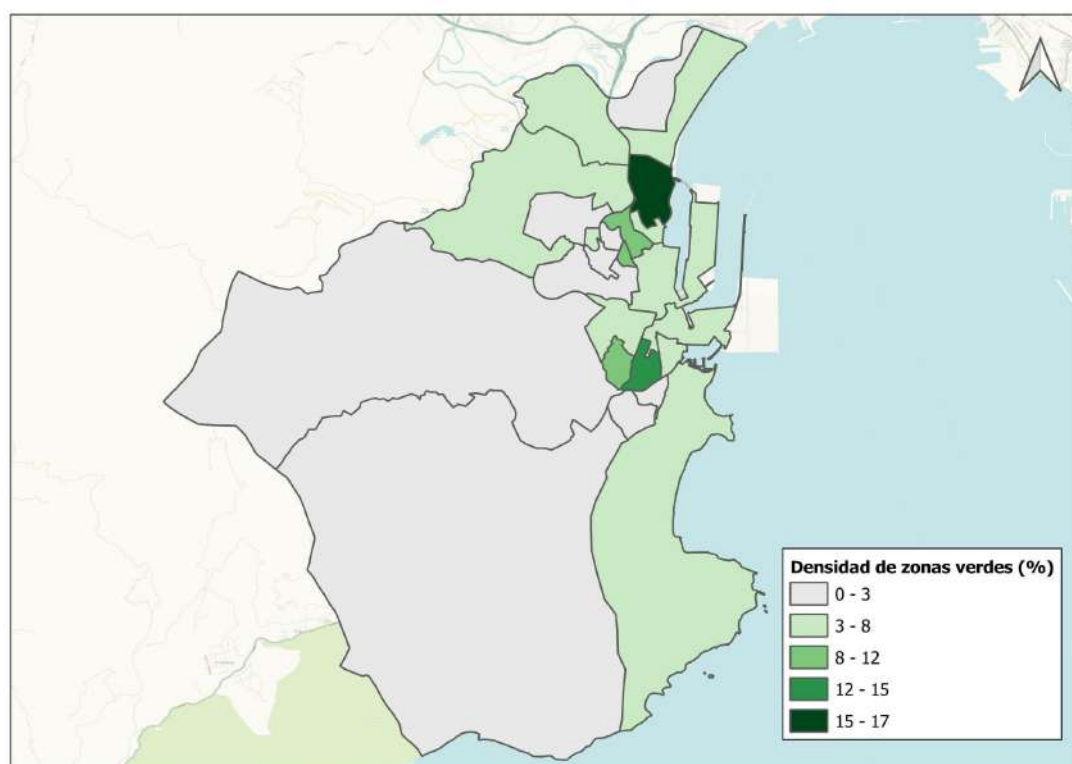 Densidad de zonas verdes (%)
0 - 3
3 - 8
8 - 12
12 - 15
15 - 17